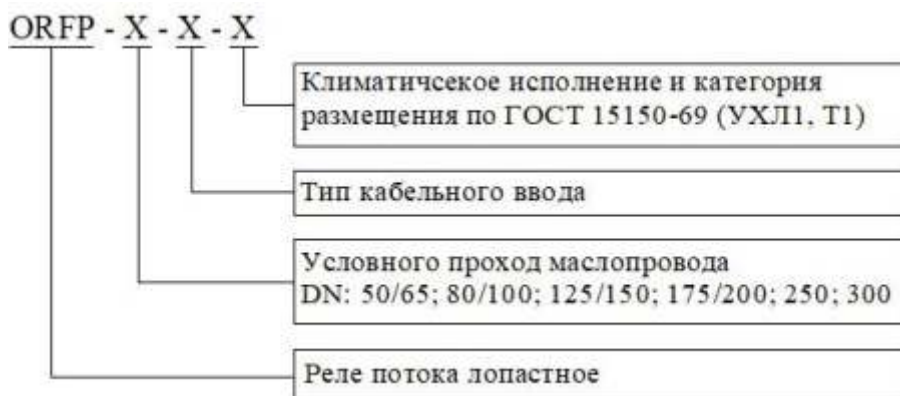 ORFP - X - X - X
Климатичсекое исполнение и категория
размещения по ГОСТ 15150-69 (УХЛ1, Т1)
Тип кабельного ввода
Условного проход маслопровода
DN: 50/65; 80/100; 125/150; 175/200; 250; 300
Реле потока лопастное